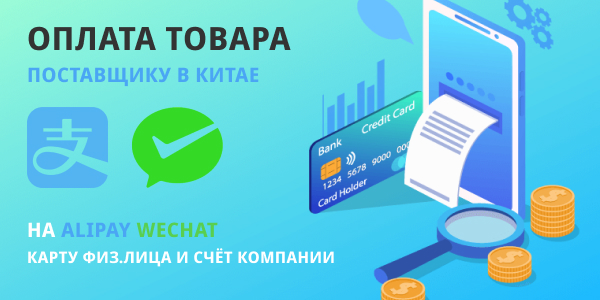 ОПЛАТА ТОВАРА
ПОСТАВЩИКУ В КИТАЕ
支
Bank
Credit Card
1234 5678 9000 000
Card Holder
НА ALIPAY WECHAT
КАРТУ ФИЗ.ЛИЦА И СЧЁТ КОМПАНИИ